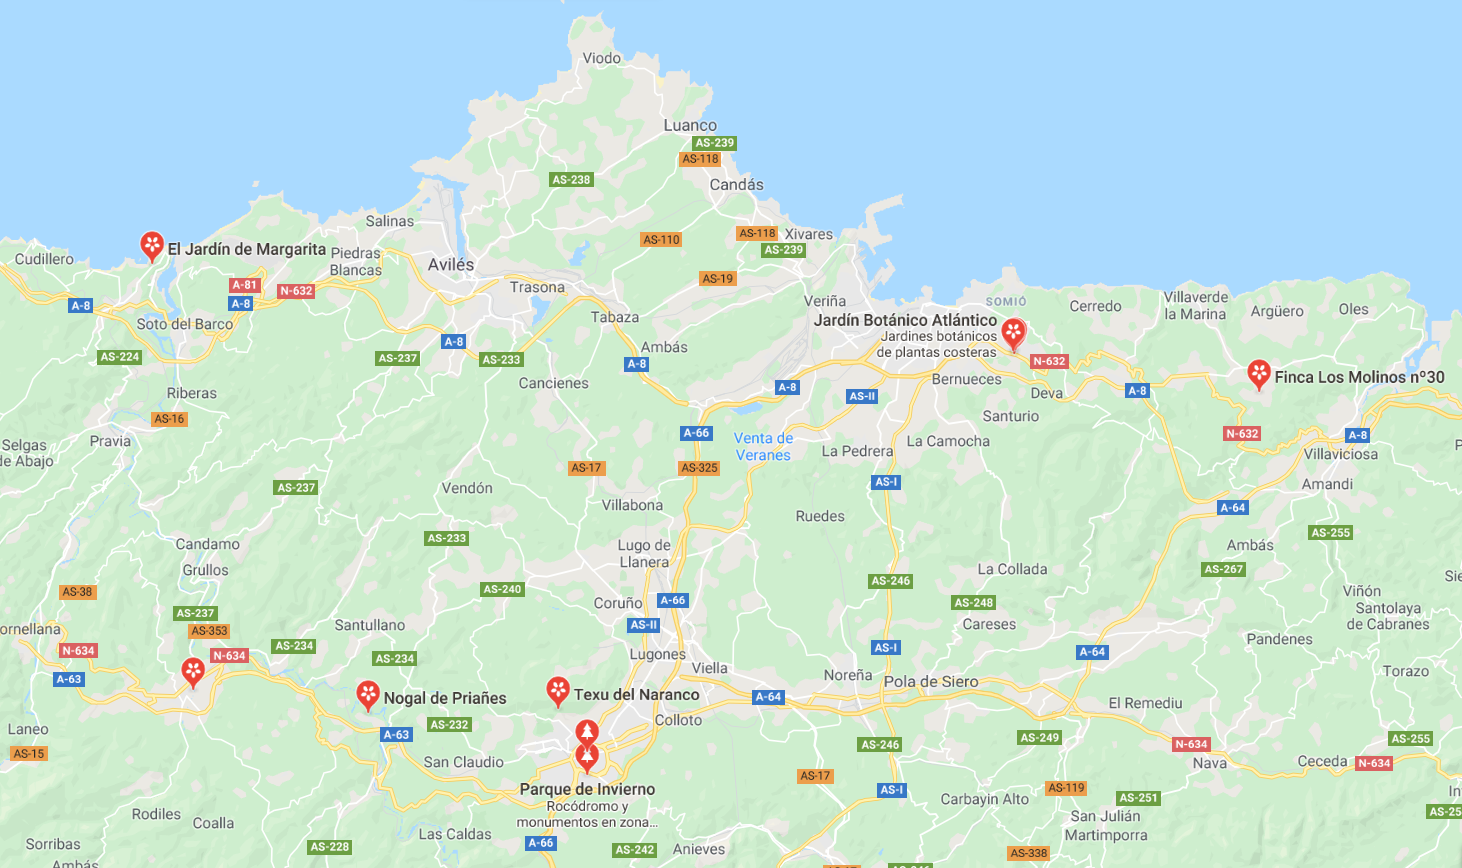 Viodo
Luanco
AS-239
AS-118
AS-238
Candás
Salinas
AS-110
AS-118
Xivares
AS-239
El Jardín de Margarita
Piedras
Blancas
Cudillero
Avilés
AS-19
A-81
N-632
A-8
Trasona
A-8
SOMIÓ
Veriña
Cerredo
Villaverde
la Marina
Argüero
Oles
Soto del Barco
Tabaza
Jardín Botánico Atlántico
Jardines botánicos
de plantas costeras
A-8
Ambás
AS-224
AS-237
AS-233
A-8
N-632
Cancienes
A-8
AS-II
Bernueces
Deva
A-8
Finca Los Molinos nº30
Riberas
AS-16
Santurio
Pravia
Selgas
de Abajo
A-66
Venta de
Veranes
La Camocha
La Pedrera
N-632
A-8
Villaviciosa
AS-17
AS-325
AS-237
Vendón
AS-I
Amandi
Villabona
Ruedes
A-64
AS-233
Candamo
Lugo de
Llanera
AS-255
Ambás
Grullos
La Collada
AS-267
AS-246
AS-38
AS-240
Coruño
A-66
AS-248
Viñón
Santolaya
de Cabranes
Sie
AS-237
AS-353
ornellana
Santullano
AS-II
Careses
Pandenes
N-634
N-634
AS-234
AS-234
Lugones
Viella
AS-I
A-64
Torazo
A-63
Noreña
Pola de Siero
Nogal de Priañes
Texu del Naranco
A-64
El Remediu
Laneo
AS-232
Colloto
A-63
AS-246
AS-249
N-634
AS-255
AS-15
San Claudio
Nava
Ceceda
N-634
Parque de Invierno
Rocódromo y
monumentos en zona...
AS-17
AS-I
AS-119
Carbayín Alto
AS-251
In
Rodiles
Coalla
San Julián
Martimporra
AS-25
Las Caldas
A-66
Sorribas
AS-228
AS-242
Anieves
AS-338
Ambás